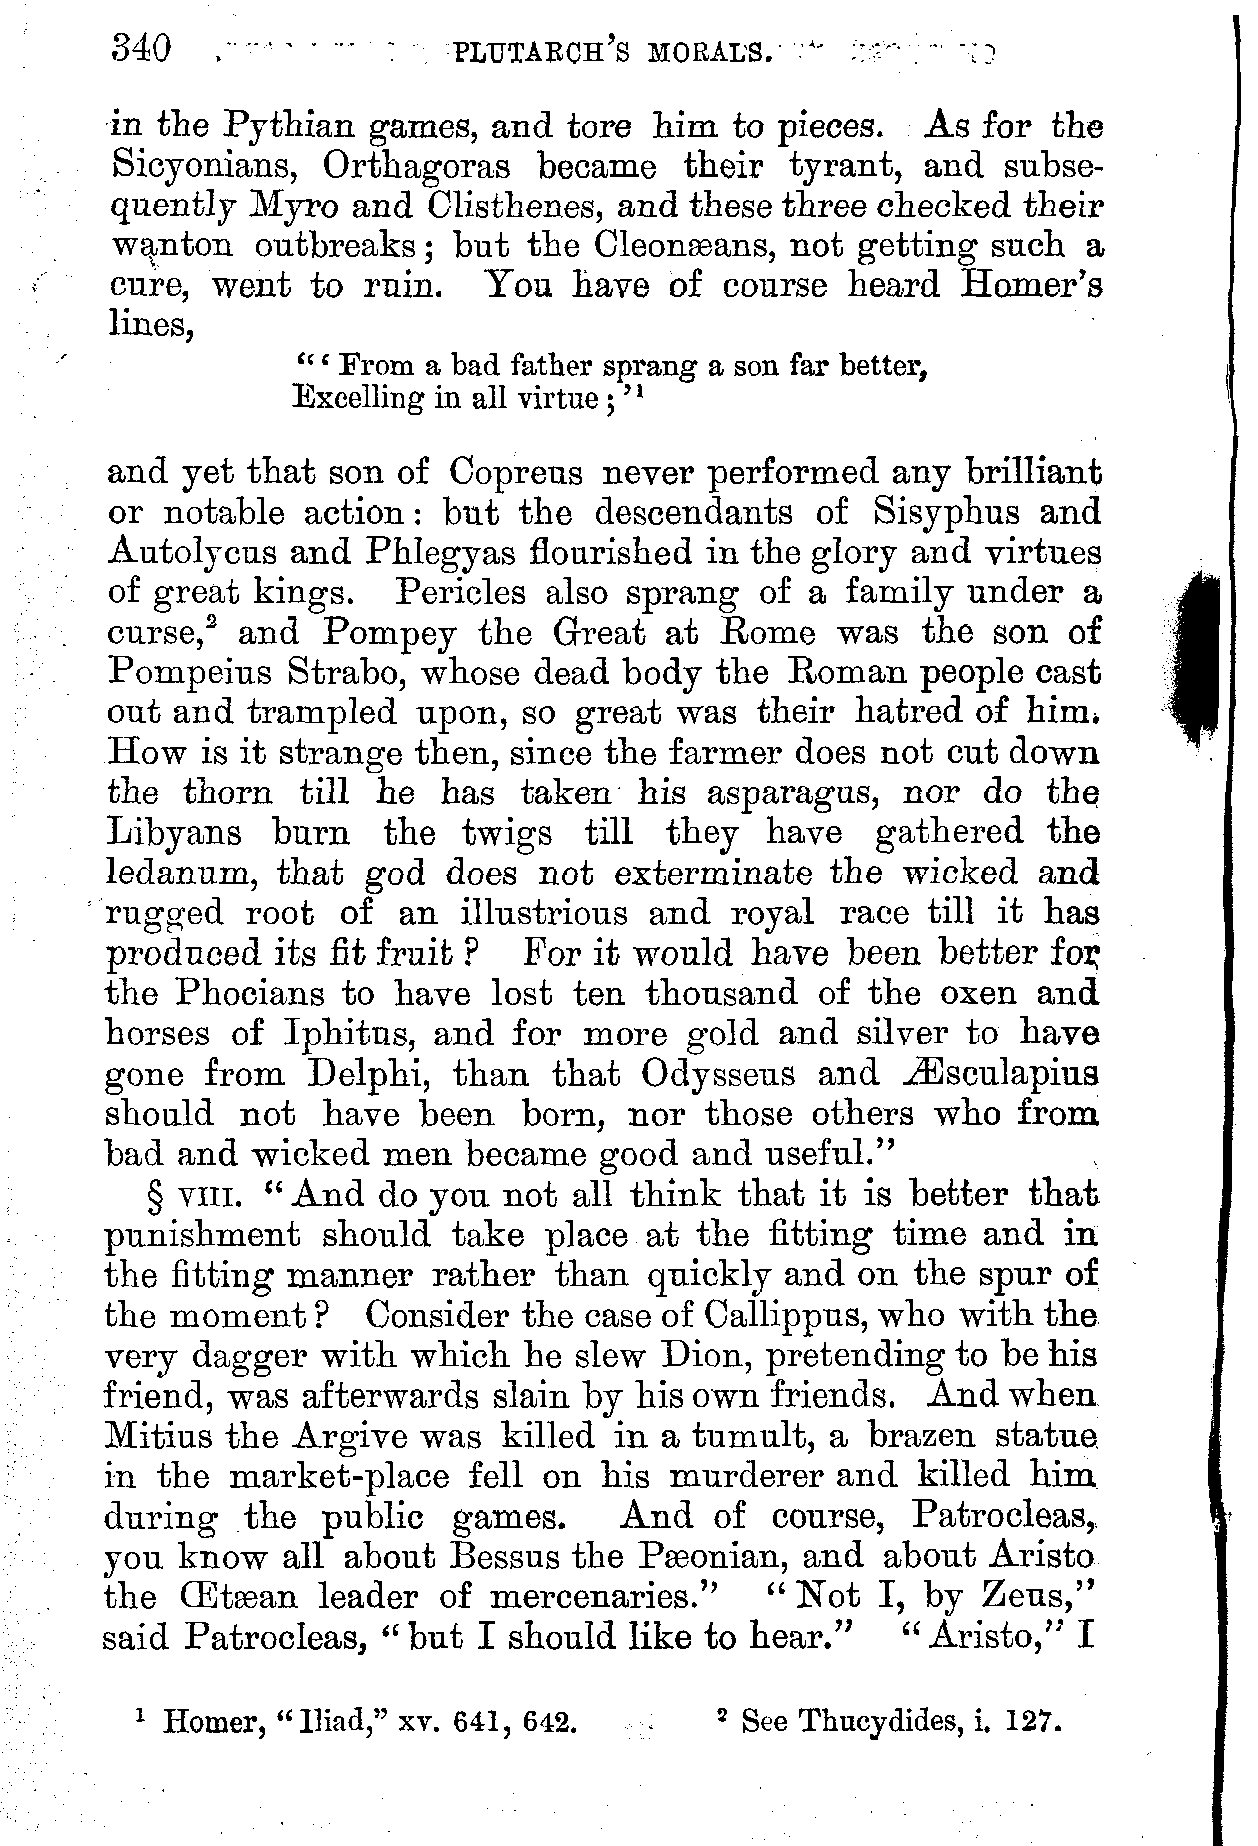 340 PLUTARCH'S MORALS.
in the Pythian games, and tore him to pieces. As for the
Sicyonians, Orthagoras became their tyrant, and subse-
quently Myro and Clisthenes, and these three checked their
wanton outbreaks; but the Cleonæans, not getting such a
cure, went to ruin. You have of course heard Homer's
lines,
"'From a bad father sprang a son far better,
Excelling in all virtue;'¹
and yet that son of Copreus never performed any brilliant
or notable action: but the descendants of Sisyphus and
Autolycus and Phlegyas flourished in the glory and virtues
of great kings. Pericles also sprang of a family under a
curse,² and Pompey the Great at Rome was the son of
Pompeius Strabo, whose dead body the Roman people cast
out and trampled upon, so great was their hatred of him.
How is it strange then, since the farmer does not cut down
the thorn till he has taken his asparagus, nor do the
Libyans burn the twigs till they have gathered the
ledanum, that god does not exterminate the wicked and
rugged root of an illustrious and royal race till it has
produced its fit fruit? For it would have been better for
the Phocians to have lost ten thousand of the oxen and
horses of Iphitus, and for more gold and silver to have
gone from Delphi, than that Odysseus and Æsculapius
should not have been born, nor those others who from
bad and wicked men became good and useful."
§ VIII. "And do you not all think that it is better that
punishment should take place at the fitting time and in
the fitting manner rather than quickly and on the spur of
the moment? Consider the case of Callippus, who with the
very dagger with which he slew Dion, pretending to be his
friend, was afterwards slain by his own friends. And when
Mitius the Argive was killed in a tumult, a brazen statue
in the market-place fell on his murderer and killed him
during the public games. And of course, Patrocleas,
you know all about Bessus the Pæonian, and about Aristo
the Œtæan leader of mercenaries." "Not I, by Zeus,"
said Patrocleas, "but I should like to hear." "Aristo," I
¹ Homer, "Iliad," xv. 641, 642. ² See Thucydides, i. 127.